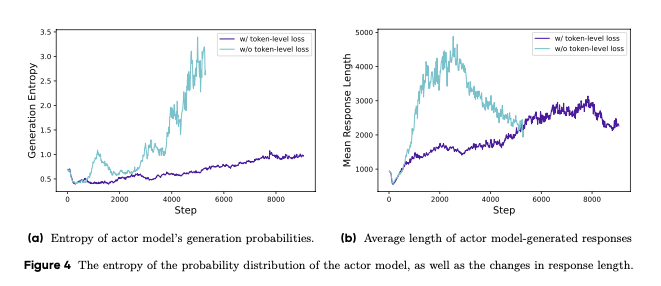 3.5
3.0
2.5
2.0
1.5
1.0
0.5
Generation Entropy
0
2000
4000
6000
8000
Step
w/ token-level loss
w/o token-level loss
5000
4000
3000
2000
1000
Mean Response Length
0
2000
4000
6000
8000
Step
w/ token-level loss
w/o token-level loss
(a) Entropy of actor model's generation probabilities.
(b) Average length of actor model-generated responses
Figure 4 The entropy of the probability distribution of the actor model, as well as the changes in response length.